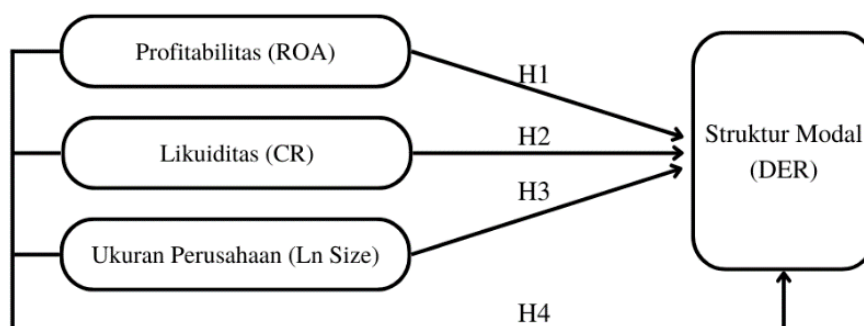 Profitabilitas (ROA)
H1
Likuiditas (CR)
H2
Struktur Modal
(DER)
H3
Ukuran Perusahaan (Ln Size)
H4